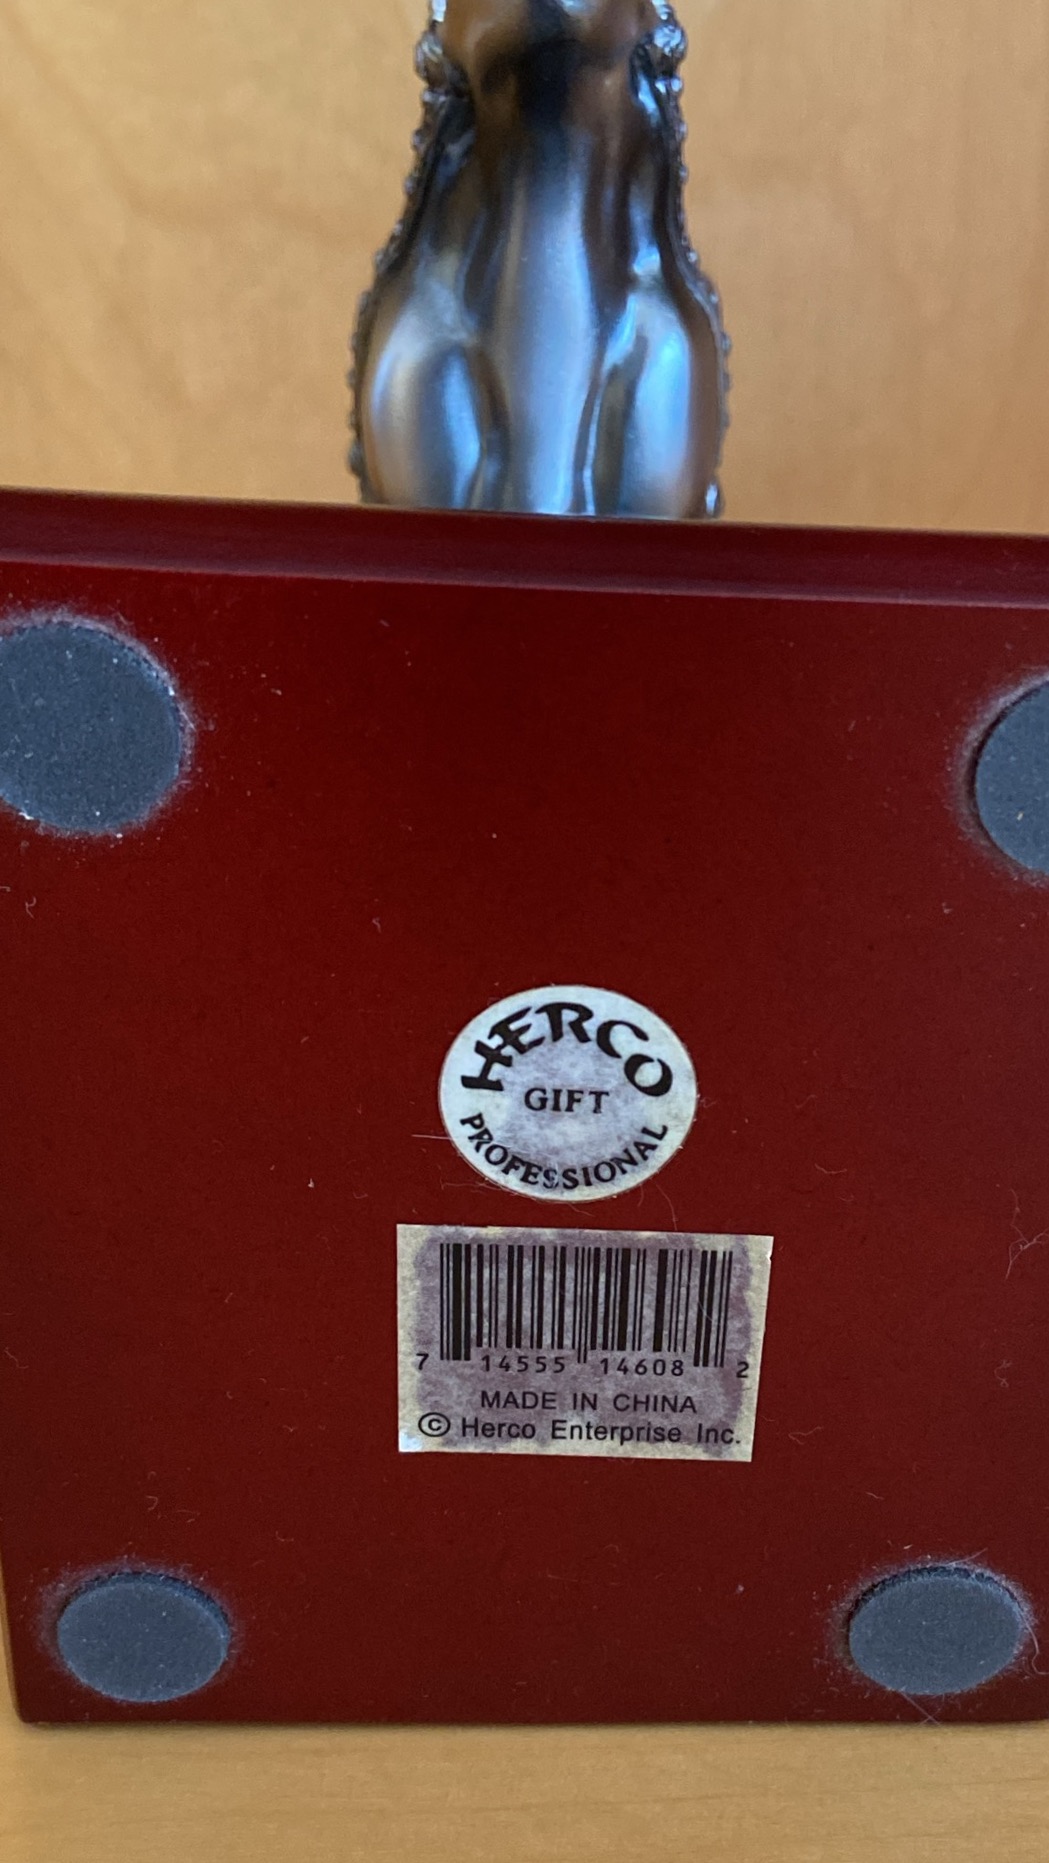 HERCO
GIFT
PROFESSIONAL
7 14555 14608 2
MADE IN CHINA
© Herco Enterprise Inc.